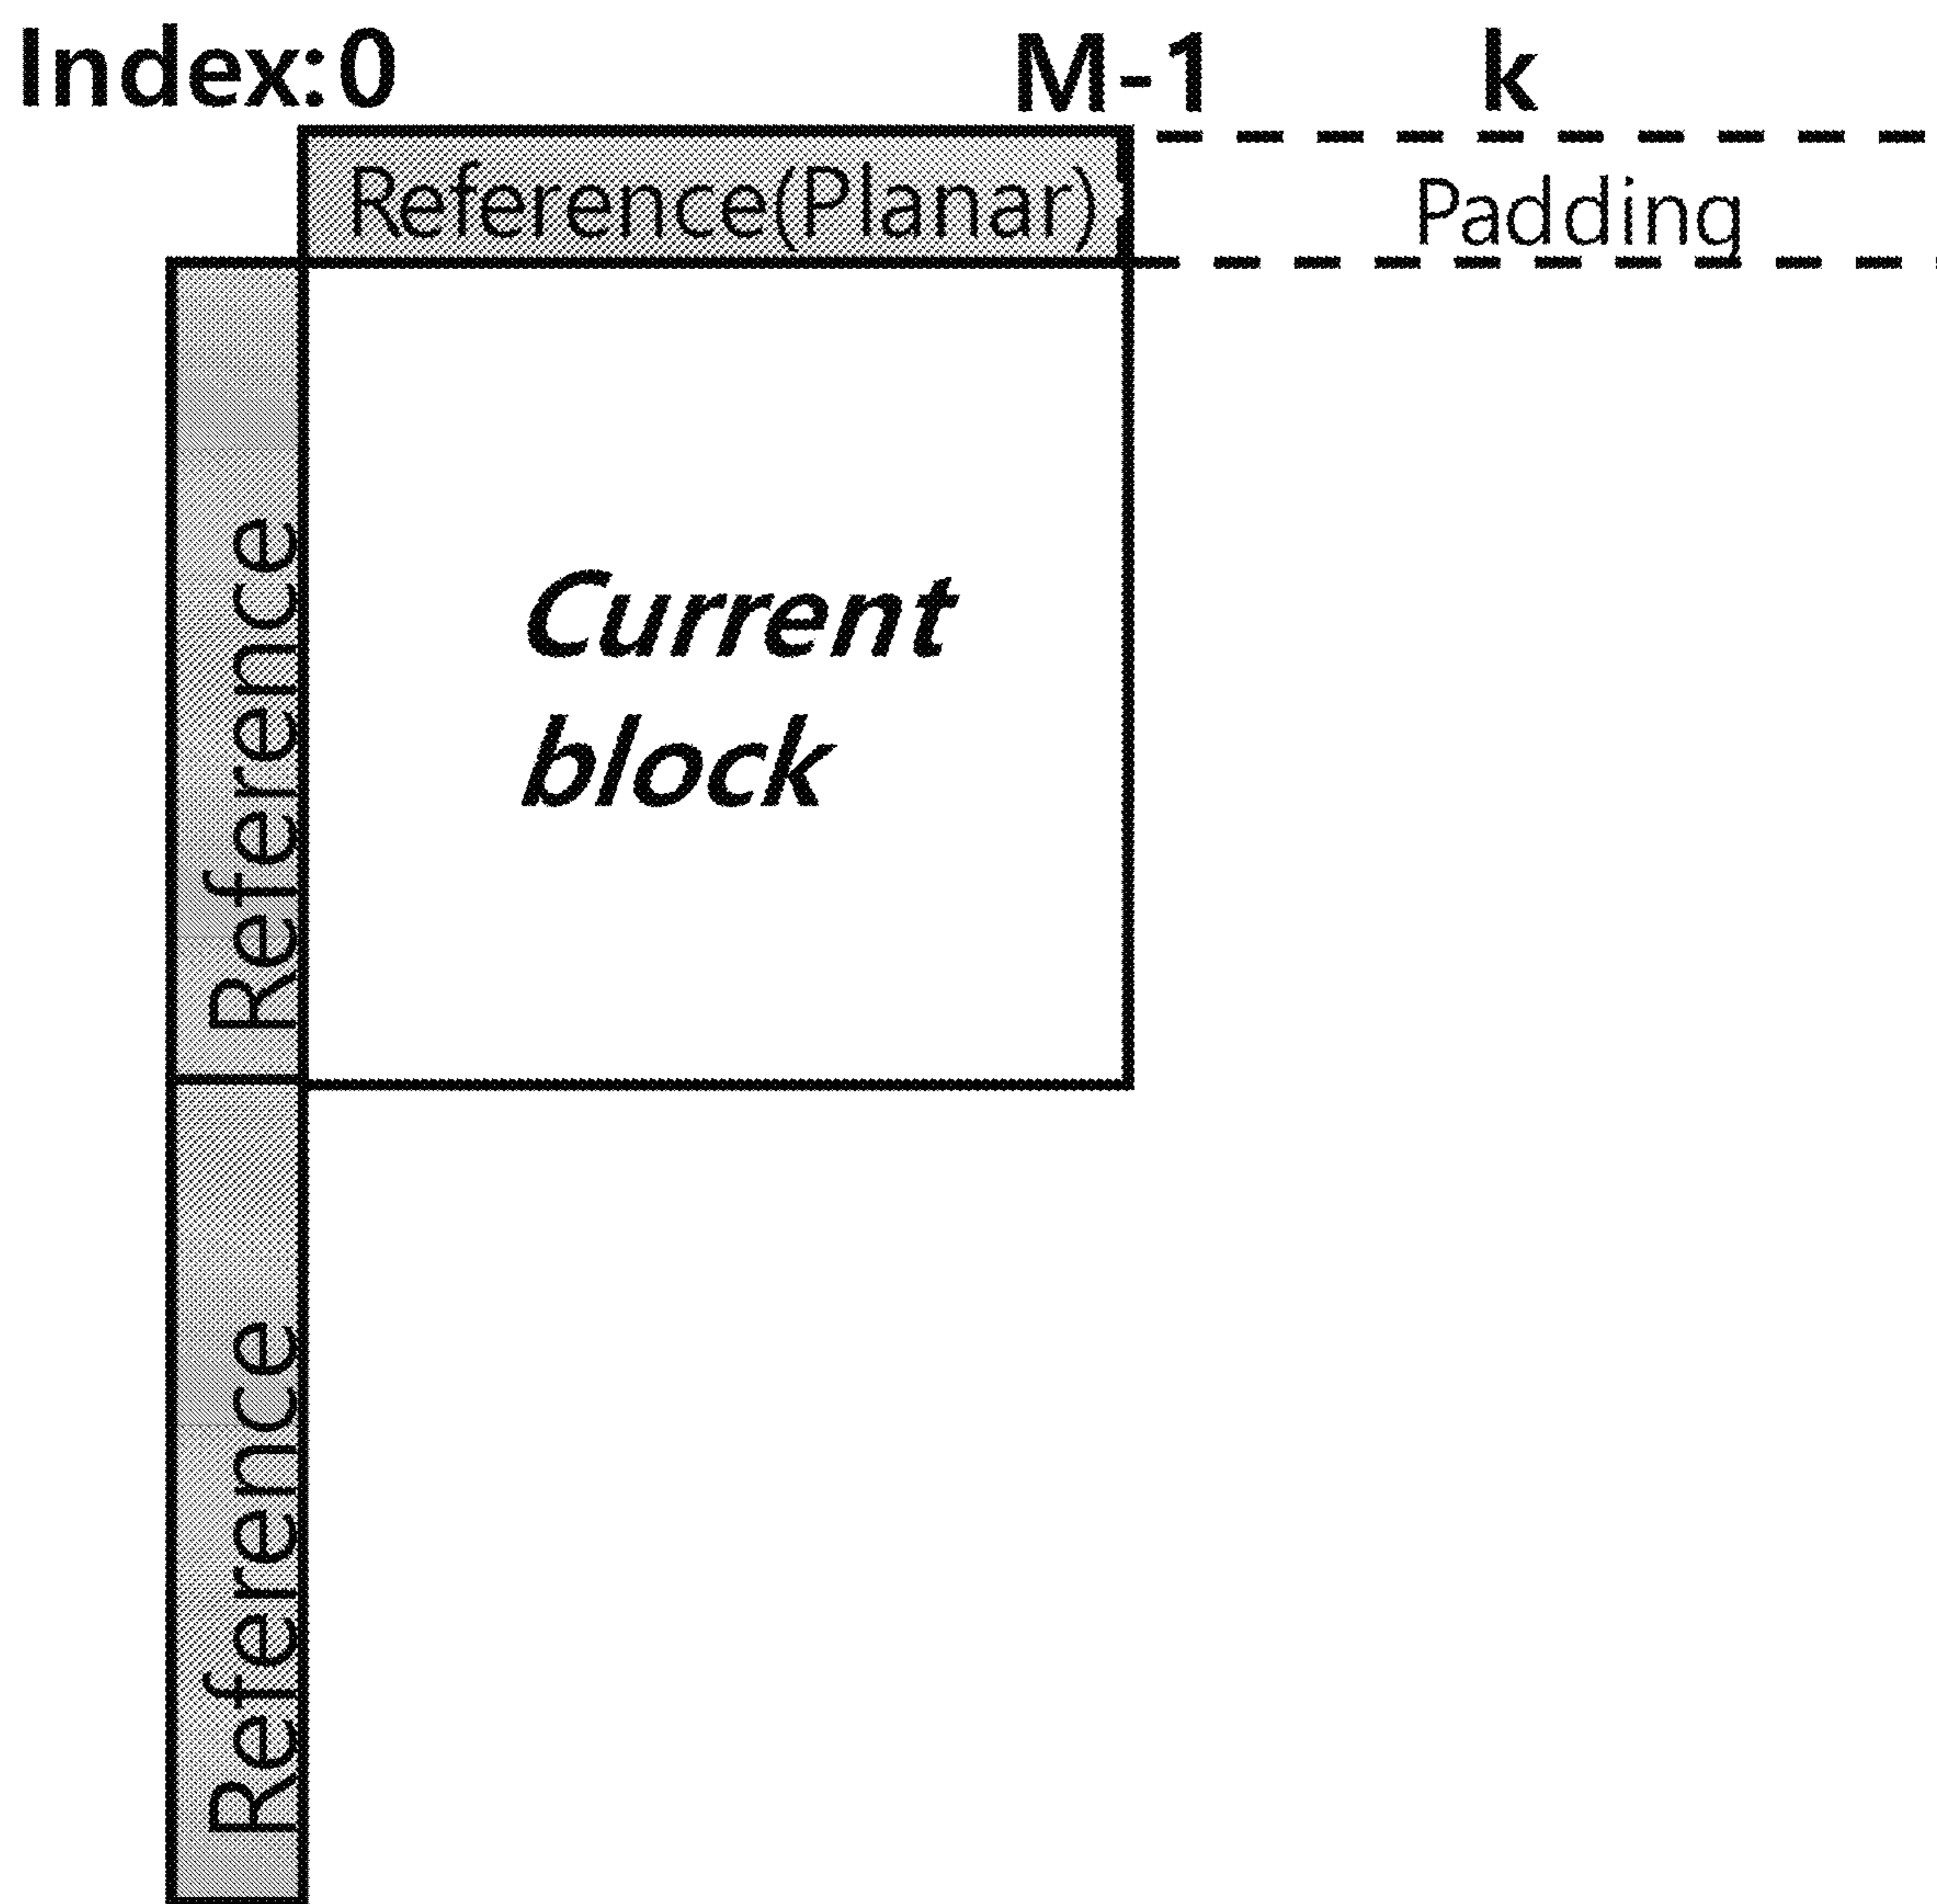 Index:0 M-1 k
Reference(Planar) Padding
Current
block
Reference
Reference